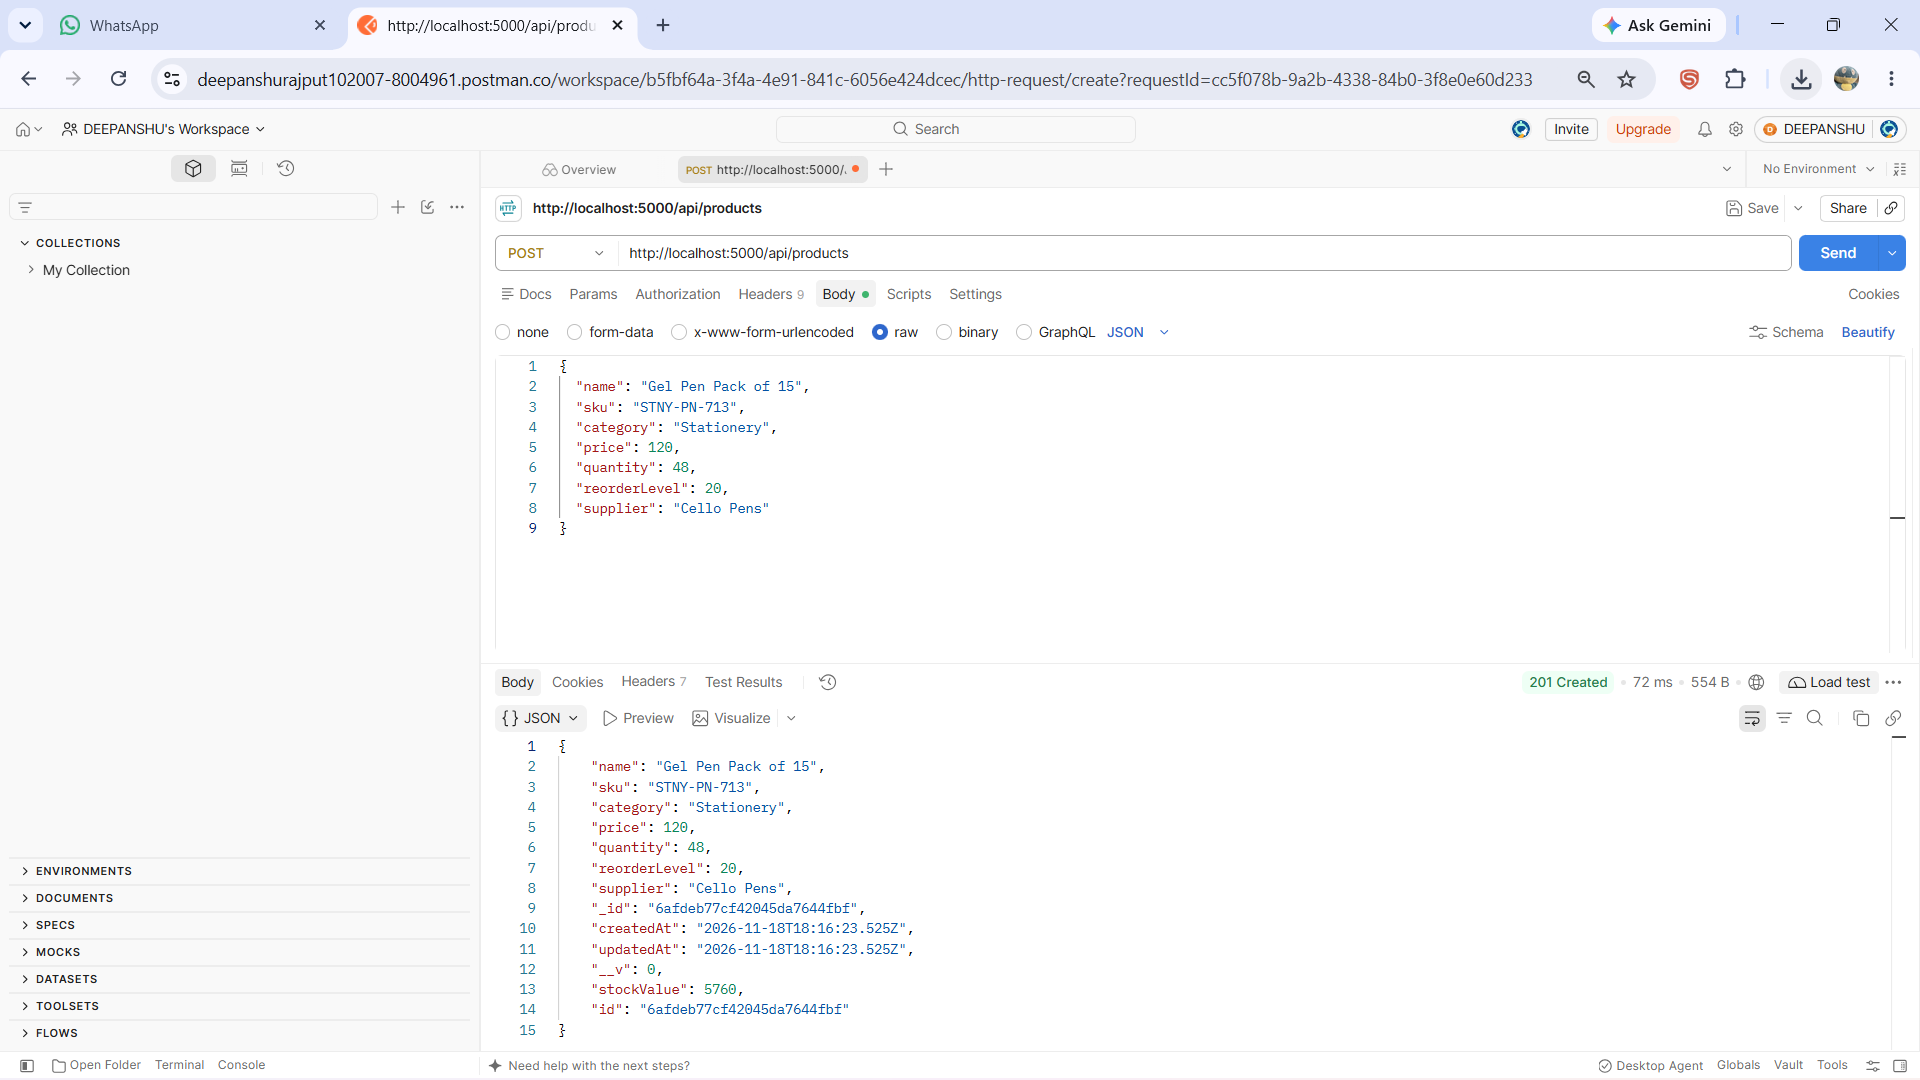 WhatsApp
http://localhost:5000/api/produ
Ask Gemini
deepanshurajput102007-8004961.postman.co/workspace/b5fbf64a-3f4a-4e91-841c-6056e424dcec/http-request/create?requestId=cc5f078b-9a2b-4338-84b0-3f8e0e60d233
DEEPANSHU's Workspace
Search
Invite
Upgrade
DEEPANSHU
Overview
POST http://localhost:5000/.
No Environment
HTTP http://localhost:5000/api/products
Save
Share
COLLECTIONS
My Collection
POST
http://localhost:5000/api/products
Send
Docs
Params
Authorization
Headers 9
Body
Scripts
Settings
Cookies
none
form-data
x-www-form-urlencoded
raw
binary
GraphQL
JSON
Schema
Beautify
1 {
2 "name": "Gel Pen Pack of 15",
3 "sku": "STNY-PN-713",
4 "category": "Stationery",
5 "price": 120,
6 "quantity": 48,
7 "reorderLevel": 20,
8 "supplier": "Cello Pens"
9 }
Body
Cookies
Headers 7
Test Results
201 Created
72 ms
554 B
Load test
{} JSON
Preview
Visualize
1 {
2 "name": "Gel Pen Pack of 15",
3 "sku": "STNY-PN-713",
4 "category": "Stationery",
5 "price": 120,
6 "quantity": 48,
7 "reorderLevel": 20,
8 "supplier": "Cello Pens",
9 "_id": "6afdeb77cf42045da7644fbf",
10 "createdAt": "2026-11-18T18:16:23.525Z",
11 "updatedAt": "2026-11-18T18:16:23.525Z",
12 "__v": 0,
13 "stockValue": 5760,
14 "id": "6afdeb77cf42045da7644fbf"
15 }
ENVIRONMENTS
DOCUMENTS
SPECS
MOCKS
DATASETS
TOOLSETS
FLOWS
Open Folder
Terminal
Console
Need help with the next steps?
Desktop Agent
Globals
Vault
Tools